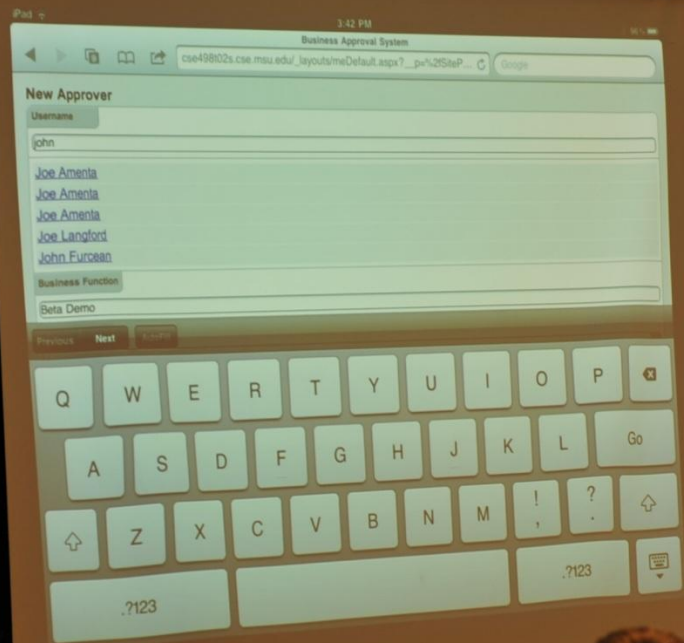 iPad
3:42 PM
Business Approval System
cse498t02s.cse.msu.edu/_layouts/meDefault.aspx?__p=%2fSiteP...
Google
New Approver
Username
john
Joe Amenta
Joe Amenta
Joe Amenta
Joe Langford
John Furcean
Business Function
Beta Demo
Previous Next AutoFill
Q W E R T Y U I O P
A S D F G H J K L Go
Z X C V B N M ! , ? .
.?123 .?123